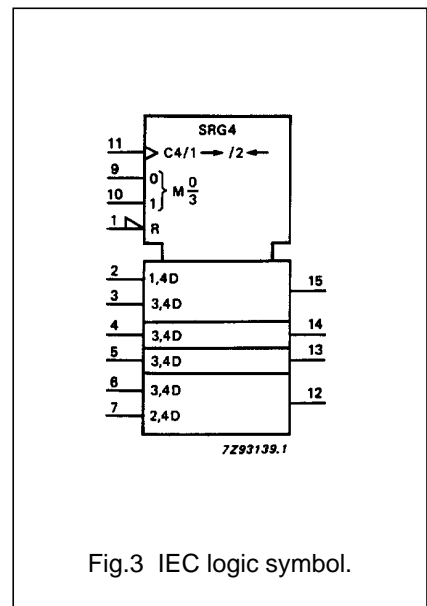 SRG4
11 C4/1 → /2 ←
9 0
M 0/3
10 1
1 R
2 1,4D 15
3 3,4D
4 3,4D 14
5 3,4D 13
6 3,4D 12
7 2,4D
7Z93139.1
Fig.3 IEC logic symbol.